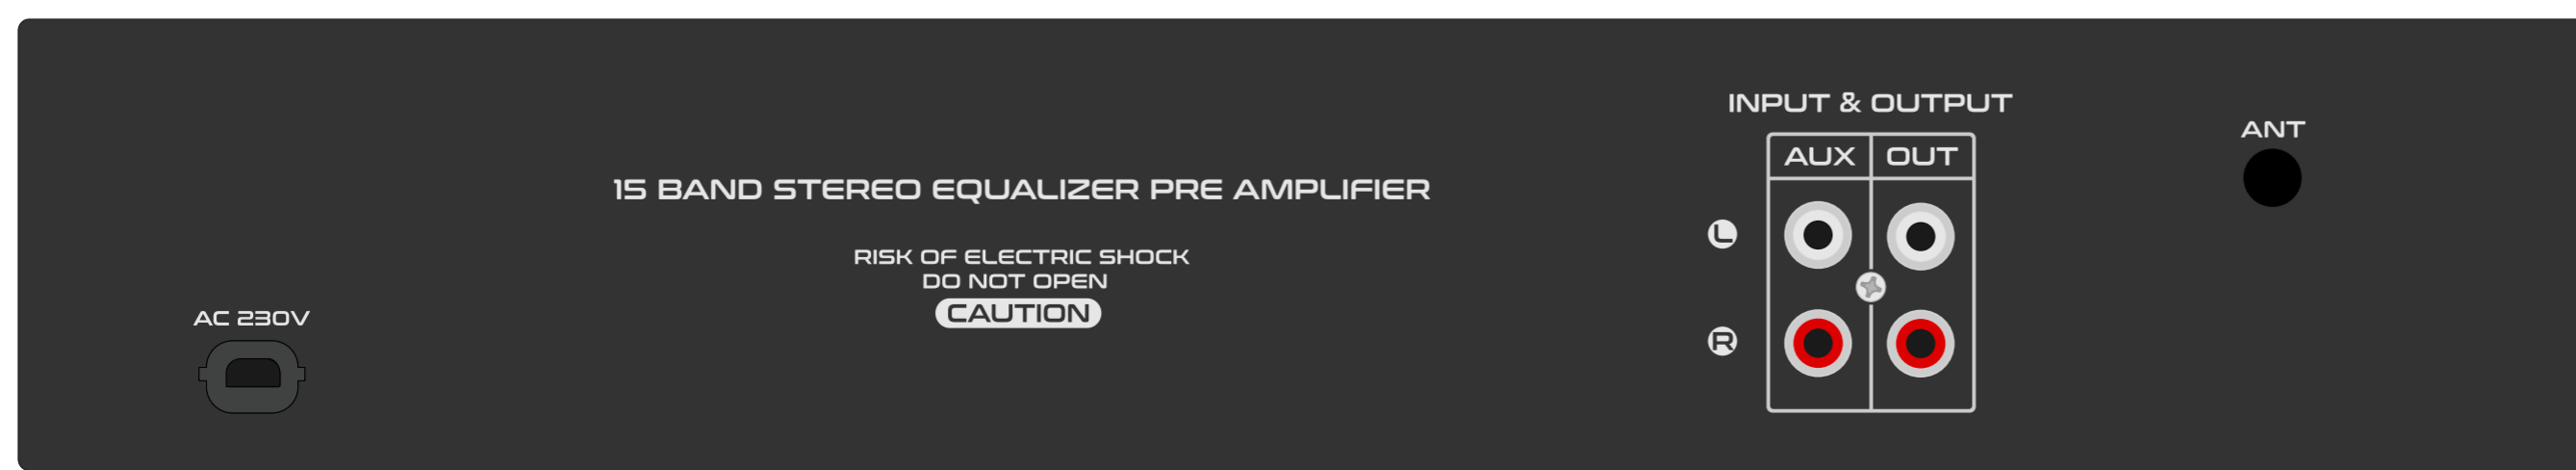 INPUT & OUTPUT
ANT
AUX OUT
15 BAND STEREO EQUALIZER PRE AMPLIFIER
L
RISK OF ELECTRIC SHOCK
DO NOT OPEN
CAUTION
AC 230V
R